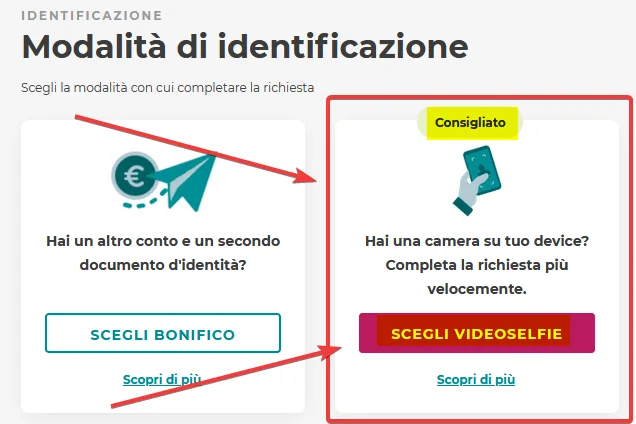 IDENTIFICAZIONE
Modalità di identificazione
Scegli la modalità con cui completare la richiesta
€
Hai un altro conto e un secondo
documento d'identità?
SCEGLI BONIFICO
Scopri di più
Consigliato
Hai una camera su tuo device?
Completa la richiesta più
velocemente.
SCEGLI VIDEOSELFIE
Scopri di più